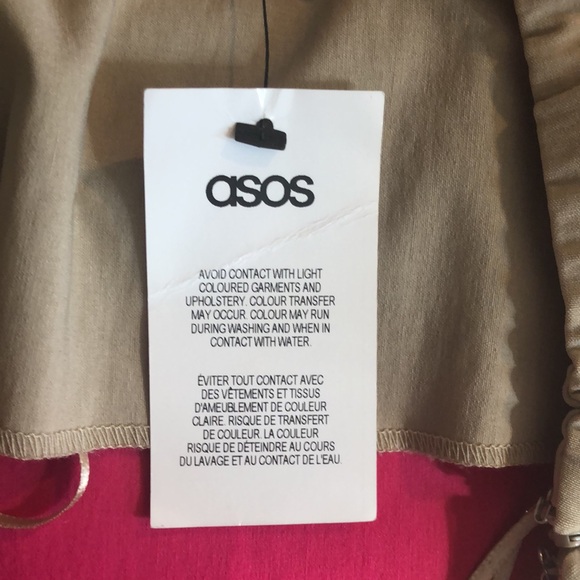 asos
AVOID CONTACT WITH LIGHT
COLOURED GARMENTS AND
UPHOLSTERY. COLOUR TRANSFER
MAY OCCUR. COLOUR MAY RUN
DURING WASHING AND WHEN IN
CONTACT WITH WATER.
ÉVITER TOUT CONTACT AVEC
DES VÊTEMENTS ET TISSUS
D'AMEUBLEMENT DE COULEUR
CLAIRE. RISQUE DE TRANSFERT
DE COULEUR. LA COULEUR
RISQUE DE DÉTEINDRE AU COURS
DU LAVAGE ET AU CONTACT DE L'EAU.